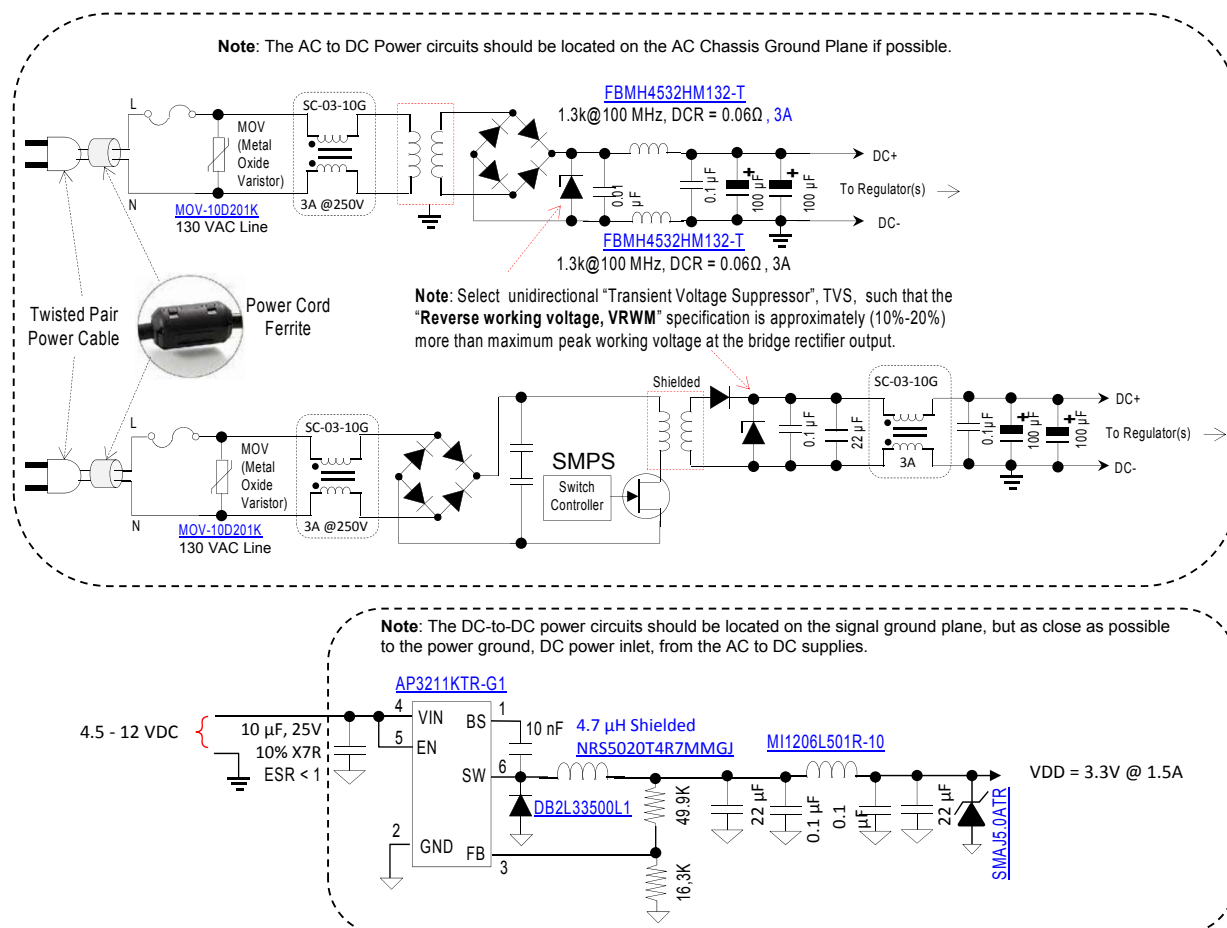 Note: The AC to DC Power circuits should be located on the AC Chassis Ground Plane if possible.
FBMH4532HM132-T
1.3k@100 MHz, DCR = 0.06Ω , 3A
L
SC-03-10G
MOV
(Metal
Oxide
Varistor)
N
MOV-10D201K
130 VAC Line
3A @250V
0.01
µF
0.1 µF
100 µF
+
100 µF
+
DC+
To Regulator(s)
DC-
FBMH4532HM132-T
1.3k@100 MHz, DCR = 0.06Ω , 3A
Twisted Pair
Power Cable
Power Cord
Ferrite
Note: Select unidirectional “Transient Voltage Suppressor”, TVS, such that the
“Reverse working voltage, VRWM” specification is approximately (10%-20%)
more than maximum peak working voltage at the bridge rectifier output.
L
SC-03-10G
MOV
(Metal
Oxide
Varistor)
N
MOV-10D201K
130 VAC Line
3A @250V
SMPS
Switch
Controller
Shielded
0.1 µF
22 µF
SC-03-10G
3A
0.1µF
100 µF
+
100 µF
+
DC+
To Regulator(s)
DC-
Note: The DC-to-DC power circuits should be located on the signal ground plane, but as close as possible
to the power ground, DC power inlet, from the AC to DC supplies.
AP3211KTR-G1
4.5 - 12 VDC
10 µF, 25V
10% X7R
ESR < 1
4
VIN
5
EN
2
GND
BS
1
SW
6
FB
3
10 nF
4.7 µH Shielded
NRS5020T4R7MMGJ
DB2L33500L1
49.9K
16,3K
22 µF
0.1 µF
MI1206L501R-10
0.1
µF
22 µF
SMAJ5.0ATR
VDD = 3.3V @ 1.5A